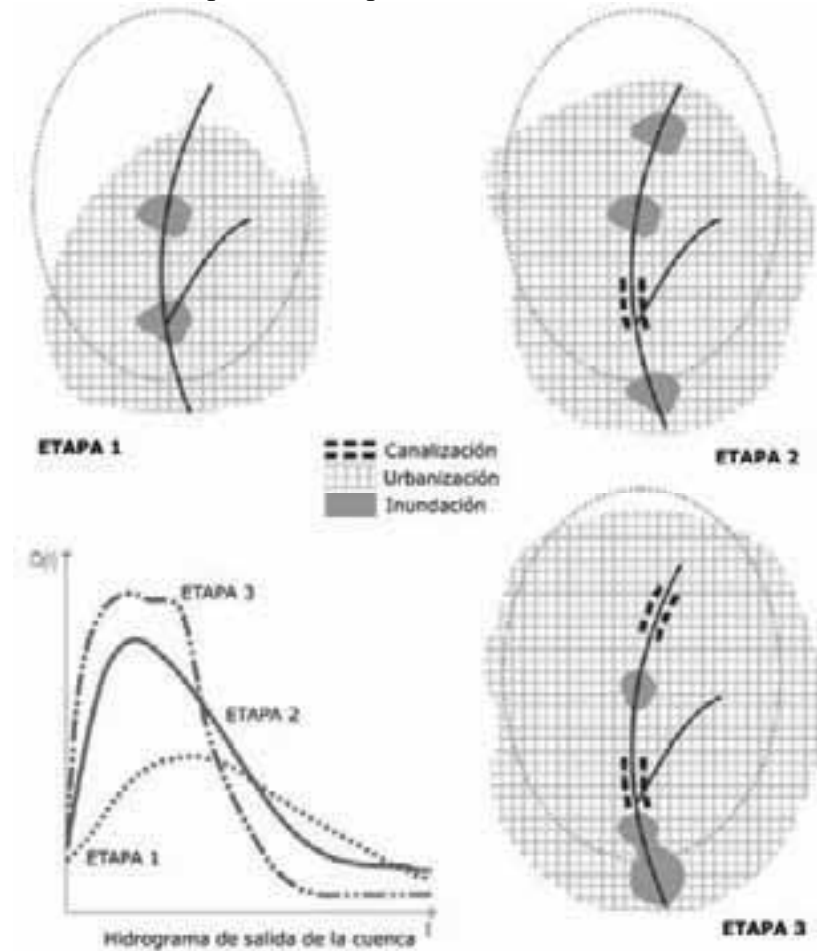 ETAPA 1
Canalización
Urbanización
Inundación
ETAPA 2
Q(t)
ETAPA 3
ETAPA 2
ETAPA 1
t
Hidrograma de salida de la cuenca
ETAPA 3